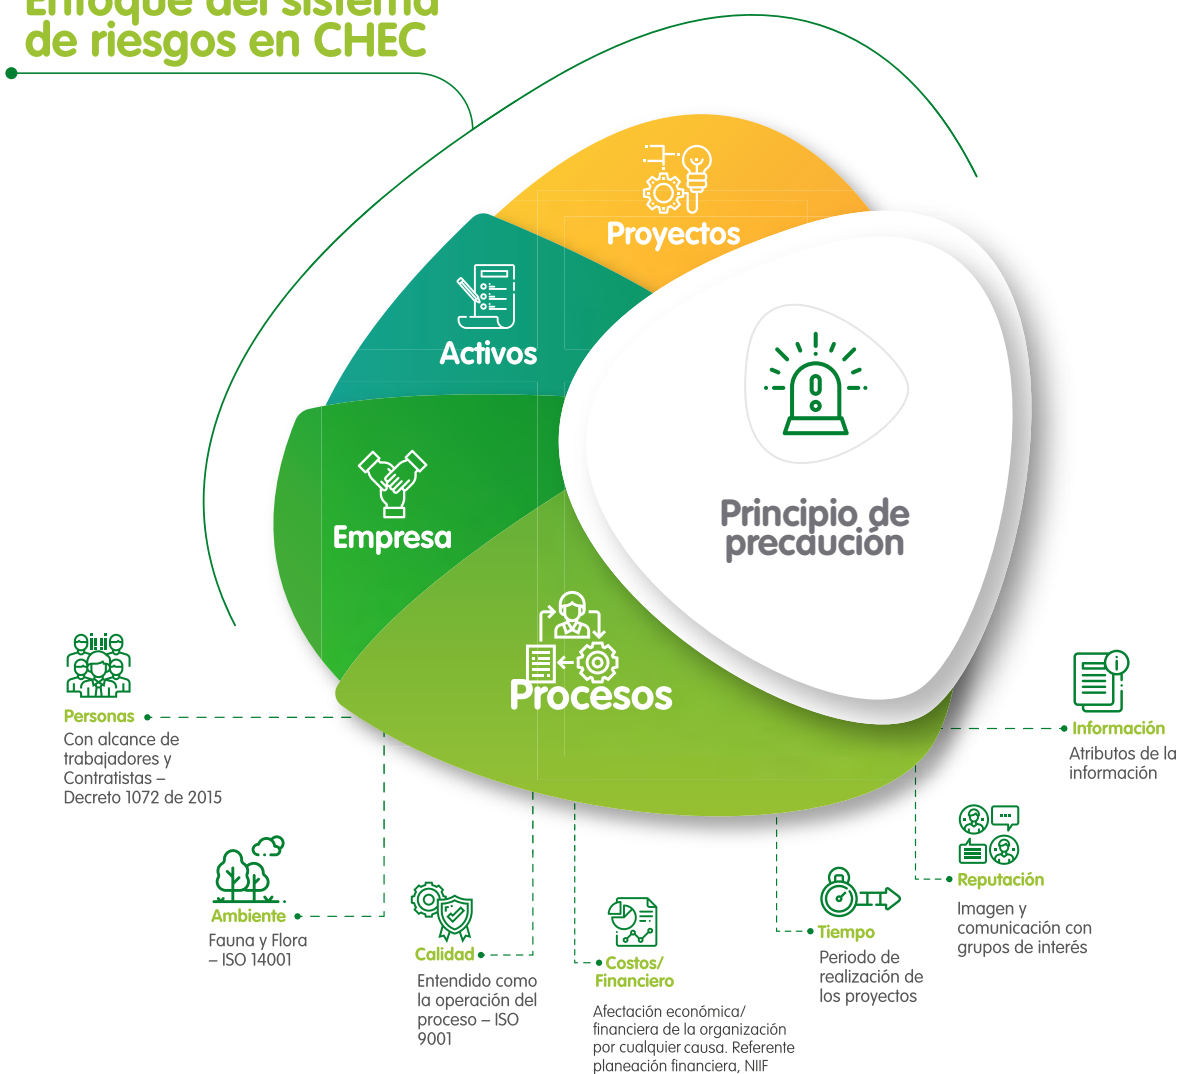 Enfoque del sistema
de riesgos en CHEC
Proyectos
Activos
Empresa
Principio de
precaución
Procesos
Personas
Con alcance de
trabajadores y
Contratistas –
Decreto 1072 de 2015
Ambiente
Fauna y Flora
– ISO 14001
Calidad
Entendido como
la operación del
proceso – ISO
9001
Costos/
Financiero
Afectación económica/
financiera de la organización
por cualquier causa. Referente
planeación financiera, NIIF
Tiempo
Periodo de
realización de
los proyectos
Reputación
Imagen y
comunicación con
grupos de interés
Información
Atributos de la
información